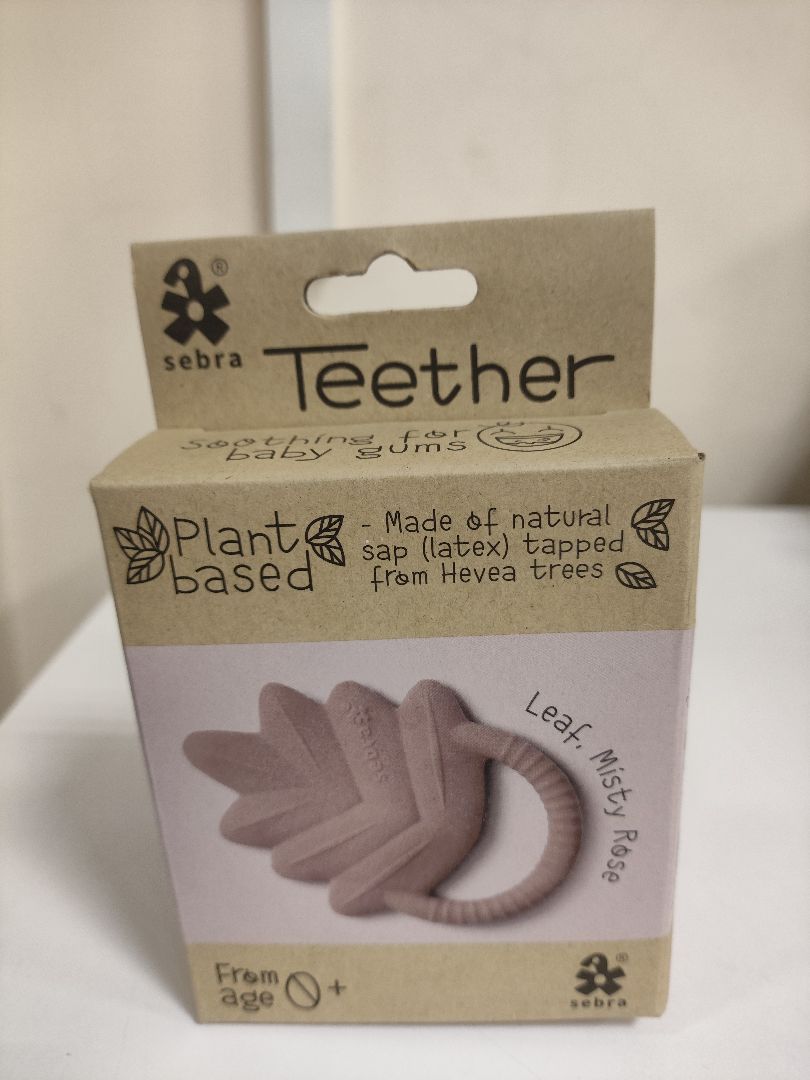 ®
sebra
Teether
Soothing for
baby gums
Plant
based
- Made of natural
sap (latex) tapped
from Hevea trees
Leaf, Misty Rose
From
age 0+
®
sebra